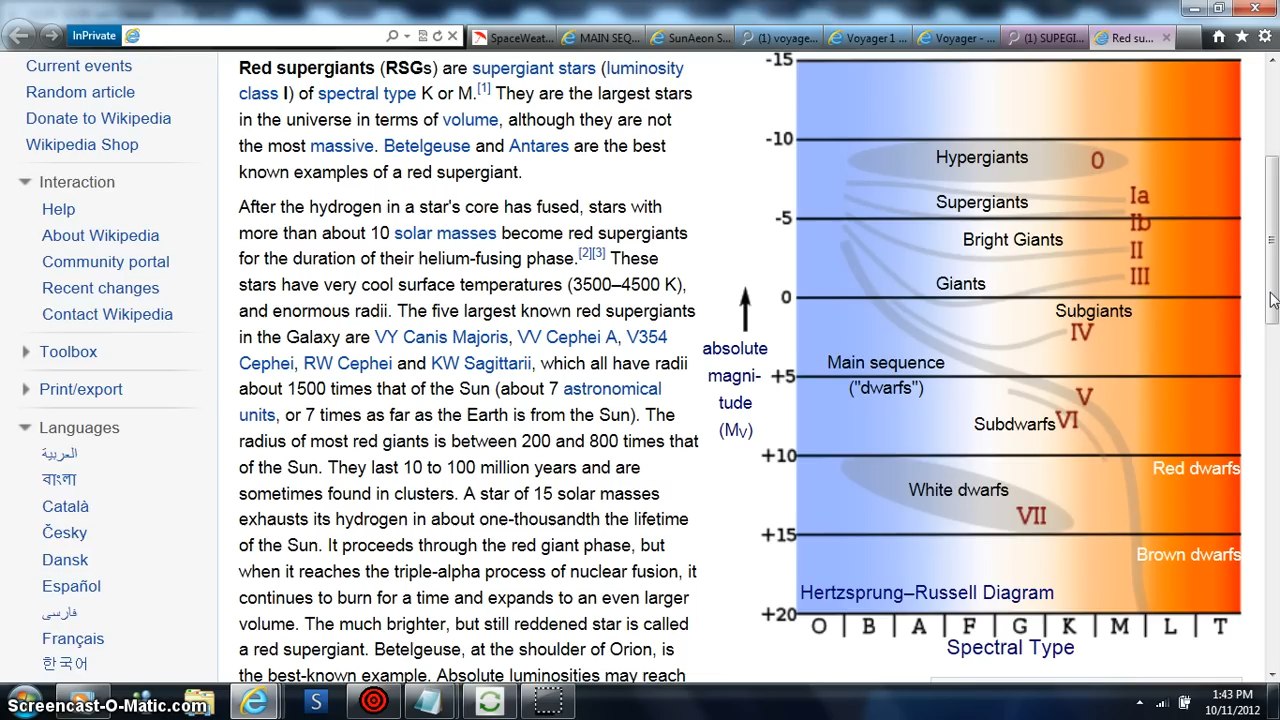 InPrivate
SpaceWeat...
MAIN SEQ...
SunAeon S...
(1) voyage...
Voyager 1 ...
Voyager - ...
(1) SUPEGI...
Red su...
Current events
Random article
Donate to Wikipedia
Wikipedia Shop
Interaction
Help
About Wikipedia
Community portal
Recent changes
Contact Wikipedia
Toolbox
Print/export
Languages
العربية
বাংলা
Català
Česky
Dansk
Español
فارسی
Français
한국어
Red supergiants (RSGs) are supergiant stars (luminosity
class I) of spectral type K or M.[1] They are the largest stars
in the universe in terms of volume, although they are not
the most massive. Betelgeuse and Antares are the best
known examples of a red supergiant.
After the hydrogen in a star's core has fused, stars with
more than about 10 solar masses become red supergiants
for the duration of their helium-fusing phase.[2][3] These
stars have very cool surface temperatures (3500–4500 K),
and enormous radii. The five largest known red supergiants
in the Galaxy are VY Canis Majoris, VV Cephei A, V354
Cephei, RW Cephei and KW Sagittarii, which all have radii
about 1500 times that of the Sun (about 7 astronomical
units, or 7 times as far as the Earth is from the Sun). The
radius of most red giants is between 200 and 800 times that
of the Sun. They last 10 to 100 million years and are
sometimes found in clusters. A star of 15 solar masses
exhausts its hydrogen in about one-thousandth the lifetime
of the Sun. It proceeds through the red giant phase, but
when it reaches the triple-alpha process of nuclear fusion, it
continues to burn for a time and expands to an even larger
volume. The much brighter, but still reddened star is called
a red supergiant. Betelgeuse, at the shoulder of Orion, is
the best-known example. Absolute luminosities may reach
-15
-10
Hypergiants 0
Supergiants Ia
-5
Ib
Bright Giants II
Giants III
0
Subgiants
IV
absolute
magni-
tude
(MV)
Main sequence
("dwarfs")
+5
V
Subdwarfs VI
+10
Red dwarfs
White dwarfs
VII
+15
Brown dwarfs
Hertzsprung–Russell Diagram
+20
O B A F G K M L T
Spectral Type
Screencast-O-Matic.com
S
1:43 PM
10/11/2012